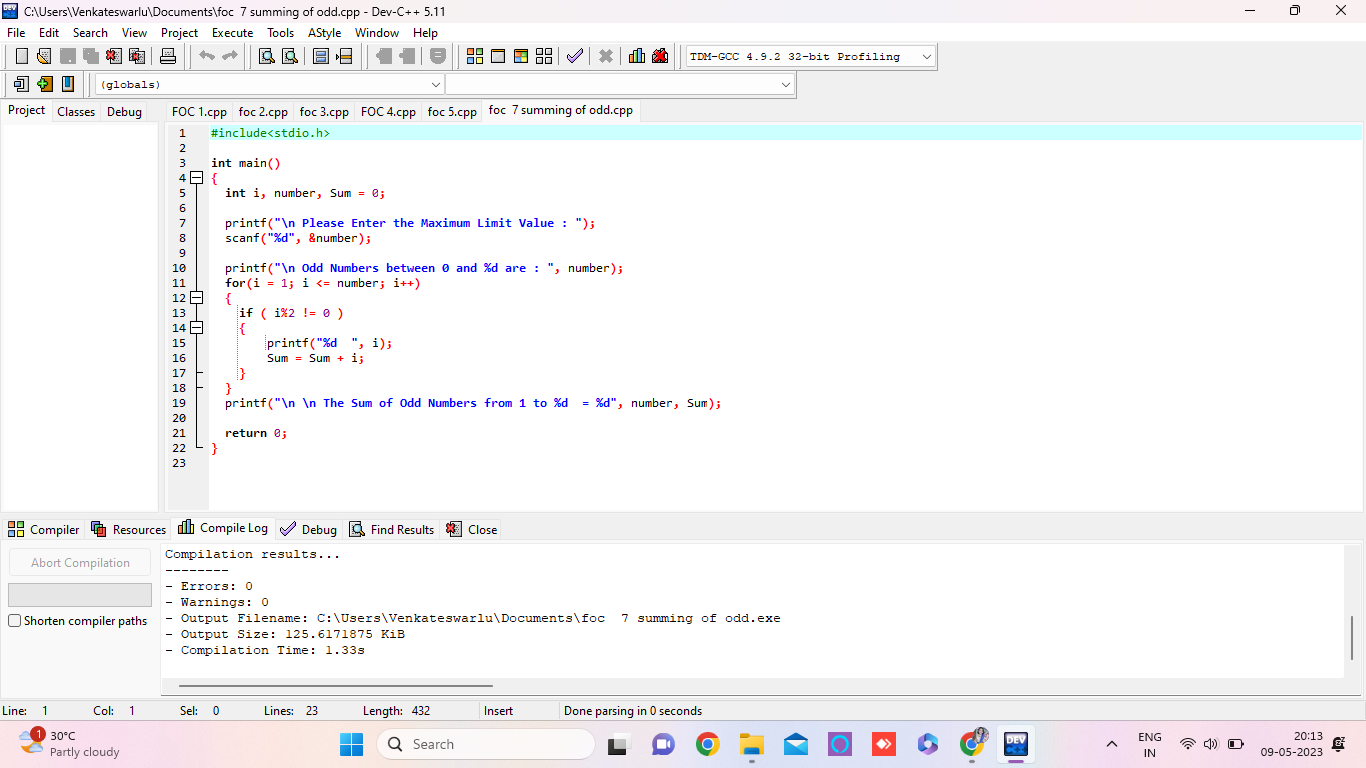 C:\Users\Venkateswarlu\Documents\foc  7 summing of odd.cpp - Dev-C++ 5.11
File Edit Search View Project Execute Tools AStyle Window Help
TDM-GCC 4.9.2 32-bit Profiling
(globals)
Project Classes Debug FOC 1.cpp foc 2.cpp foc 3.cpp FOC 4.cpp foc 5.cpp foc  7 summing of odd.cpp
1 #include<stdio.h>
2
3 int main()
4 {
5 int i, number, Sum = 0;
6
7 printf("\n Please Enter the Maximum Limit Value : ");
8 scanf("%d", &number);
9
10 printf("\n Odd Numbers between 0 and %d are : ", number);
11 for(i = 1; i <= number; i++)
12 {
13 if ( i%2 != 0 )
14 {
15 printf("%d  ", i);
16 Sum = Sum + i;
17 }
18 }
19 printf("\n \n The Sum of Odd Numbers from 1 to %d  = %d", number, Sum);
20
21 return 0;
22 }
23
Compiler Resources Compile Log Debug Find Results Close
Abort Compilation
Shorten compiler paths
Compilation results...
--------
- Errors: 0
- Warnings: 0
- Output Filename: C:\Users\Venkateswarlu\Documents\foc  7 summing of odd.exe
- Output Size: 125.6171875 KiB
- Compilation Time: 1.33s
Line: 1 Col: 1 Sel: 0 Lines: 23 Length: 432 Insert Done parsing in 0 seconds
1
30°C
Partly cloudy
Search
DEV
ENG
IN
20:13
09-05-2023